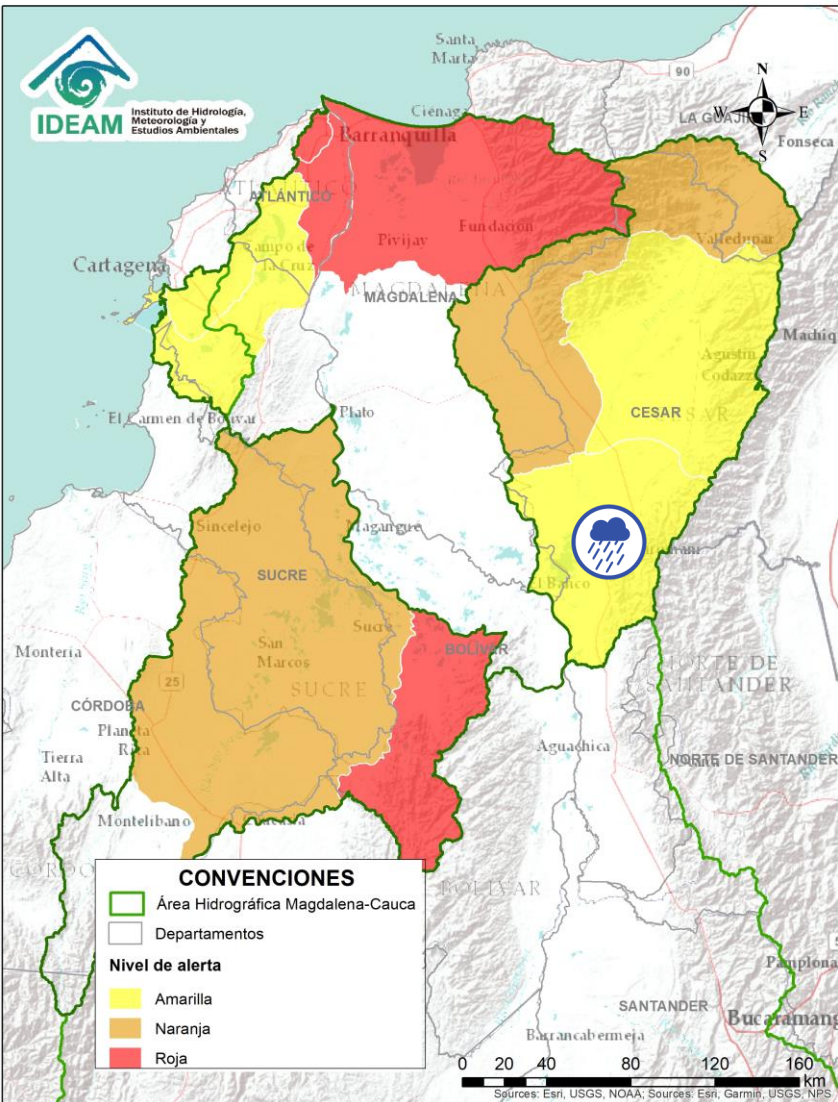 Santa
Marta
90
N
W
E
S
IDEAM
Instituto de Hidrología,
Meteorología y
Estudios Ambientales
Ciénaga
LA GUAJIRA
Fonseca
Barranquilla
ATLÁNTICO
Campo de
la Cruz
Pivijay
Fundación
Valledupar
Cartagena
MAGDALENA
MAGDALENA
Agustín
Codazzi
CESAR
El Carmen de Bolívar
Plato
Sincelejo
Magangue
SUCRE
El Banco
Sucre
San
Marcos
BOLÍVAR
Montería
25
SUCRE
NORTE DE
SANTANDER
CÓRDOBA
Planeta
Rica
Tierra
Alta
Aguachica
NORTE DE SANTANDER
Montelibano
BOLÍVAR
CONVENCIONES
Área Hidrográfica Magdalena-Cauca
Departamentos
Nivel de alerta
Amarilla
Naranja
Roja
Pamplona
SANTANDER
Bucaramang
Barrancabermeja
0 20 40 80 120 160
km
Sources: Esri, USGS, NOAA; Sources: Esri, Garmin, USGS, NPS